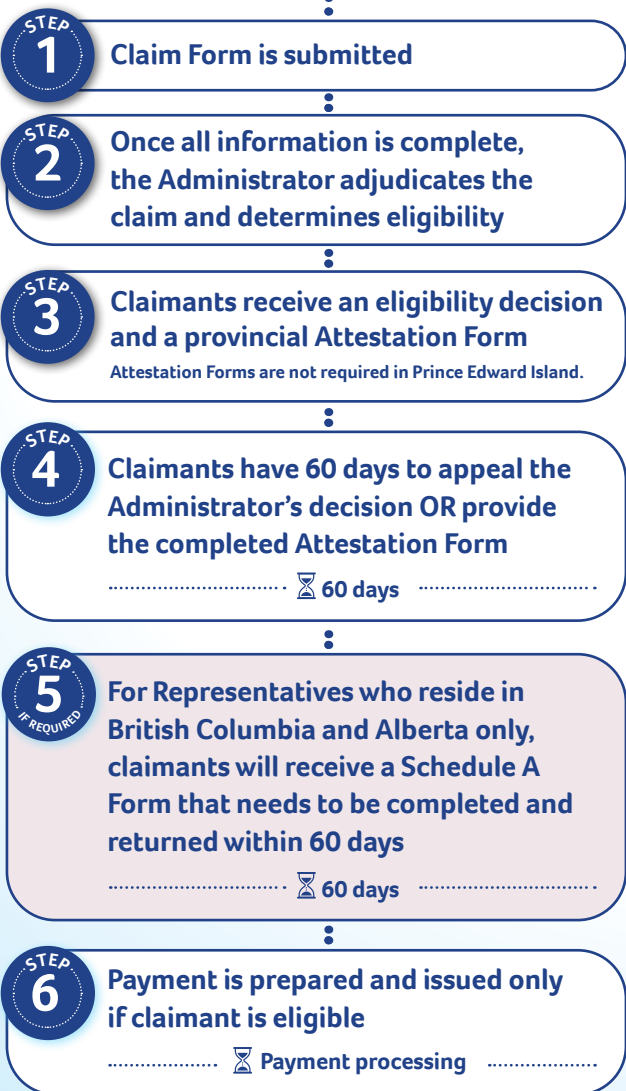 STEP
1
Claim Form is submitted
STEP
2
Once all information is complete,
the Administrator adjudicates the
claim and determines eligibility
STEP
3
Claimants receive an eligibility decision
and a provincial Attestation Form
Attestation Forms are not required in Prince Edward Island.
STEP
4
Claimants have 60 days to appeal the
Administrator’s decision OR provide
the completed Attestation Form
60 days
STEP
5
IF REQUIRED
For Representatives who reside in
British Columbia and Alberta only,
claimants will receive a Schedule A
Form that needs to be completed and
returned within 60 days
60 days
STEP
6
Payment is prepared and issued only
if claimant is eligible
Payment processing